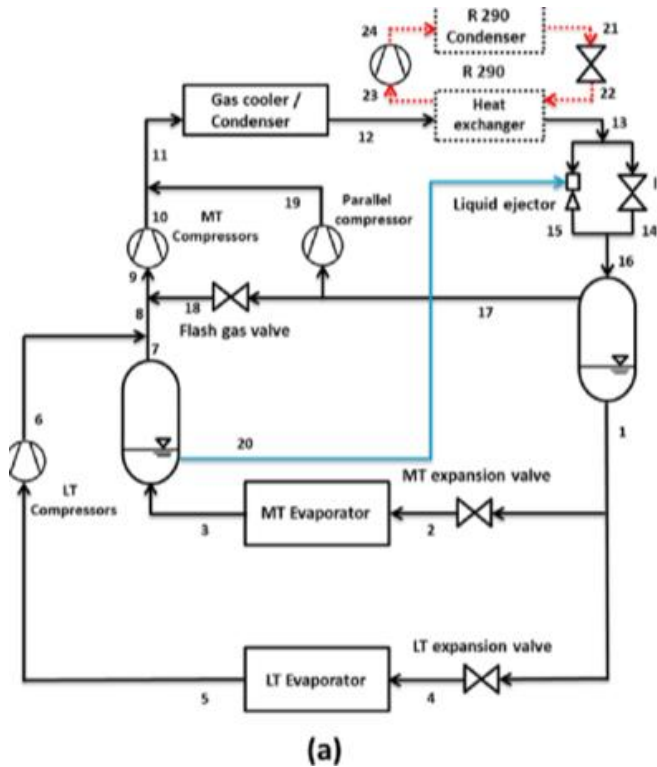 24
R 290
Condenser
21
R 290
23
22
Gas cooler /
Condenser
Heat
exchanger
12
13
11
19
Parallel
compressor
Liquid ejector
10
MT
Compressors
15
14
9
16
18
17
8
Flash gas valve
7
6
20
1
LT
Compressors
MT expansion valve
MT Evaporator
3
2
LT expansion valve
LT Evaporator
5
4
(a)